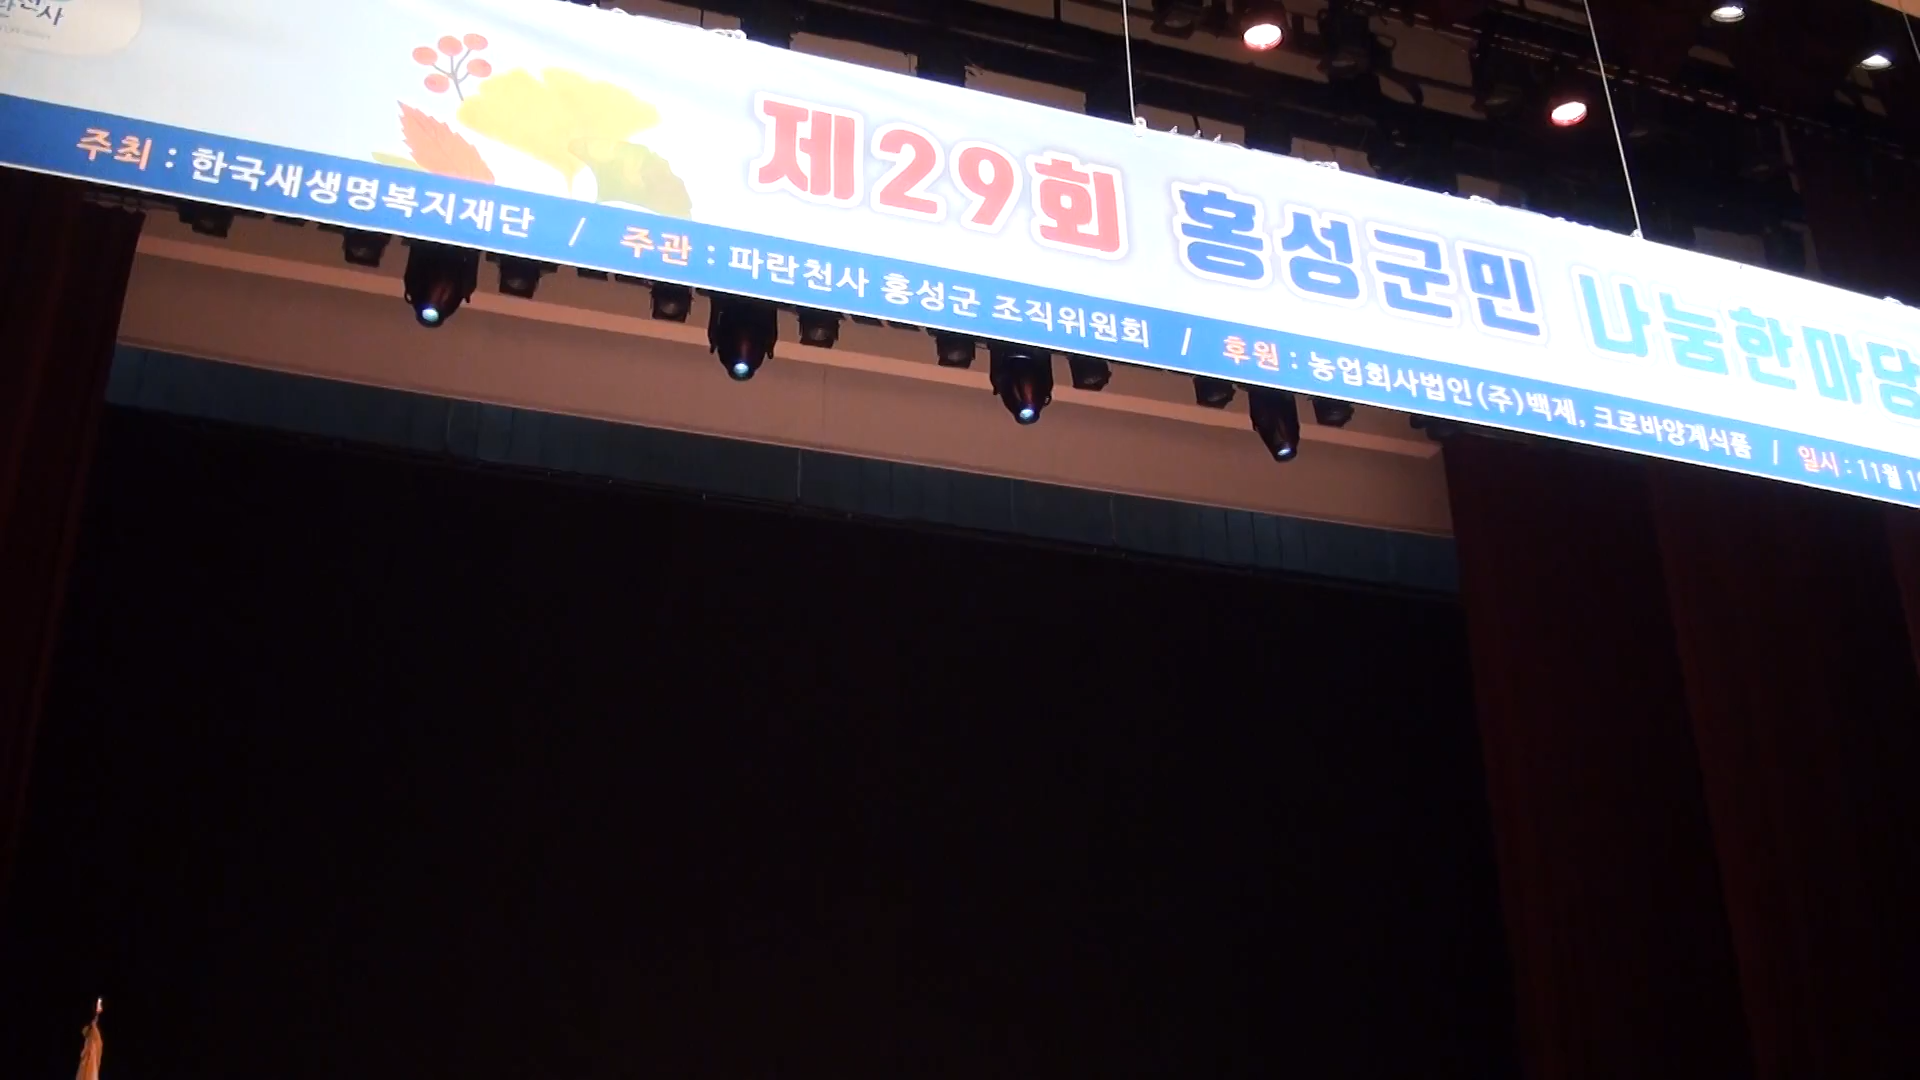 제29회 홍성군민 나눔한마당
주최 : 한국새생명복지재단 / 주관 : 파란천사 홍성군 조직위원회 / 후원 : 농업회사법인(주)백제, 크로바양계식품 / 일시 : 11월